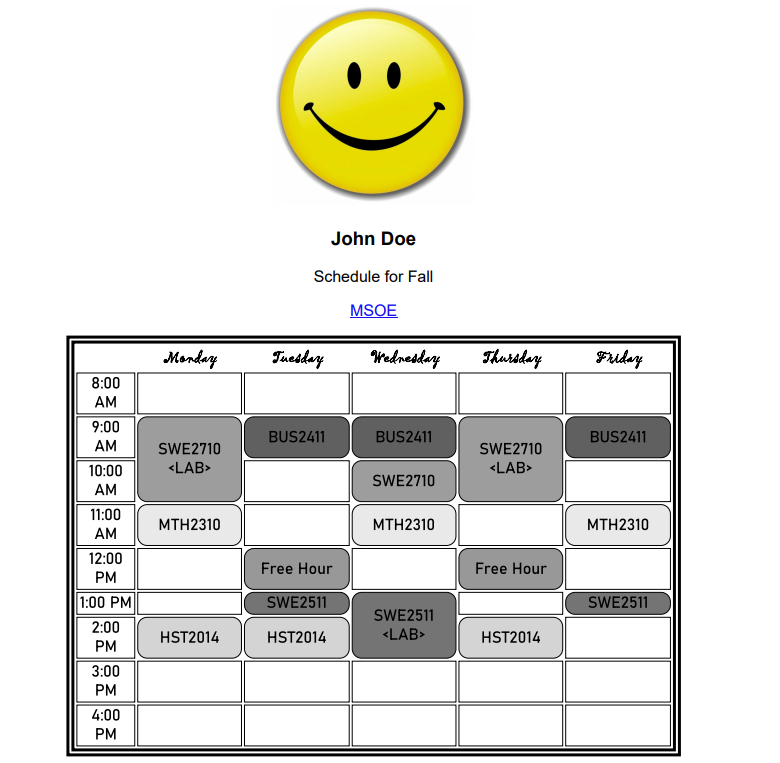 John Doe
Schedule for Fall
MSOE
Monday Tuesday Wednesday Thursday Friday
8:00
AM
9:00
AM
SWE2710
<LAB>
BUS2411
BUS2411
SWE2710
<LAB>
BUS2411
10:00
AM
SWE2710
11:00
AM
MTH2310
MTH2310
MTH2310
12:00
PM
Free Hour
Free Hour
1:00 PM
SWE2511
SWE2511
<LAB>
SWE2511
2:00
PM
HST2014
HST2014
HST2014
3:00
PM
4:00
PM